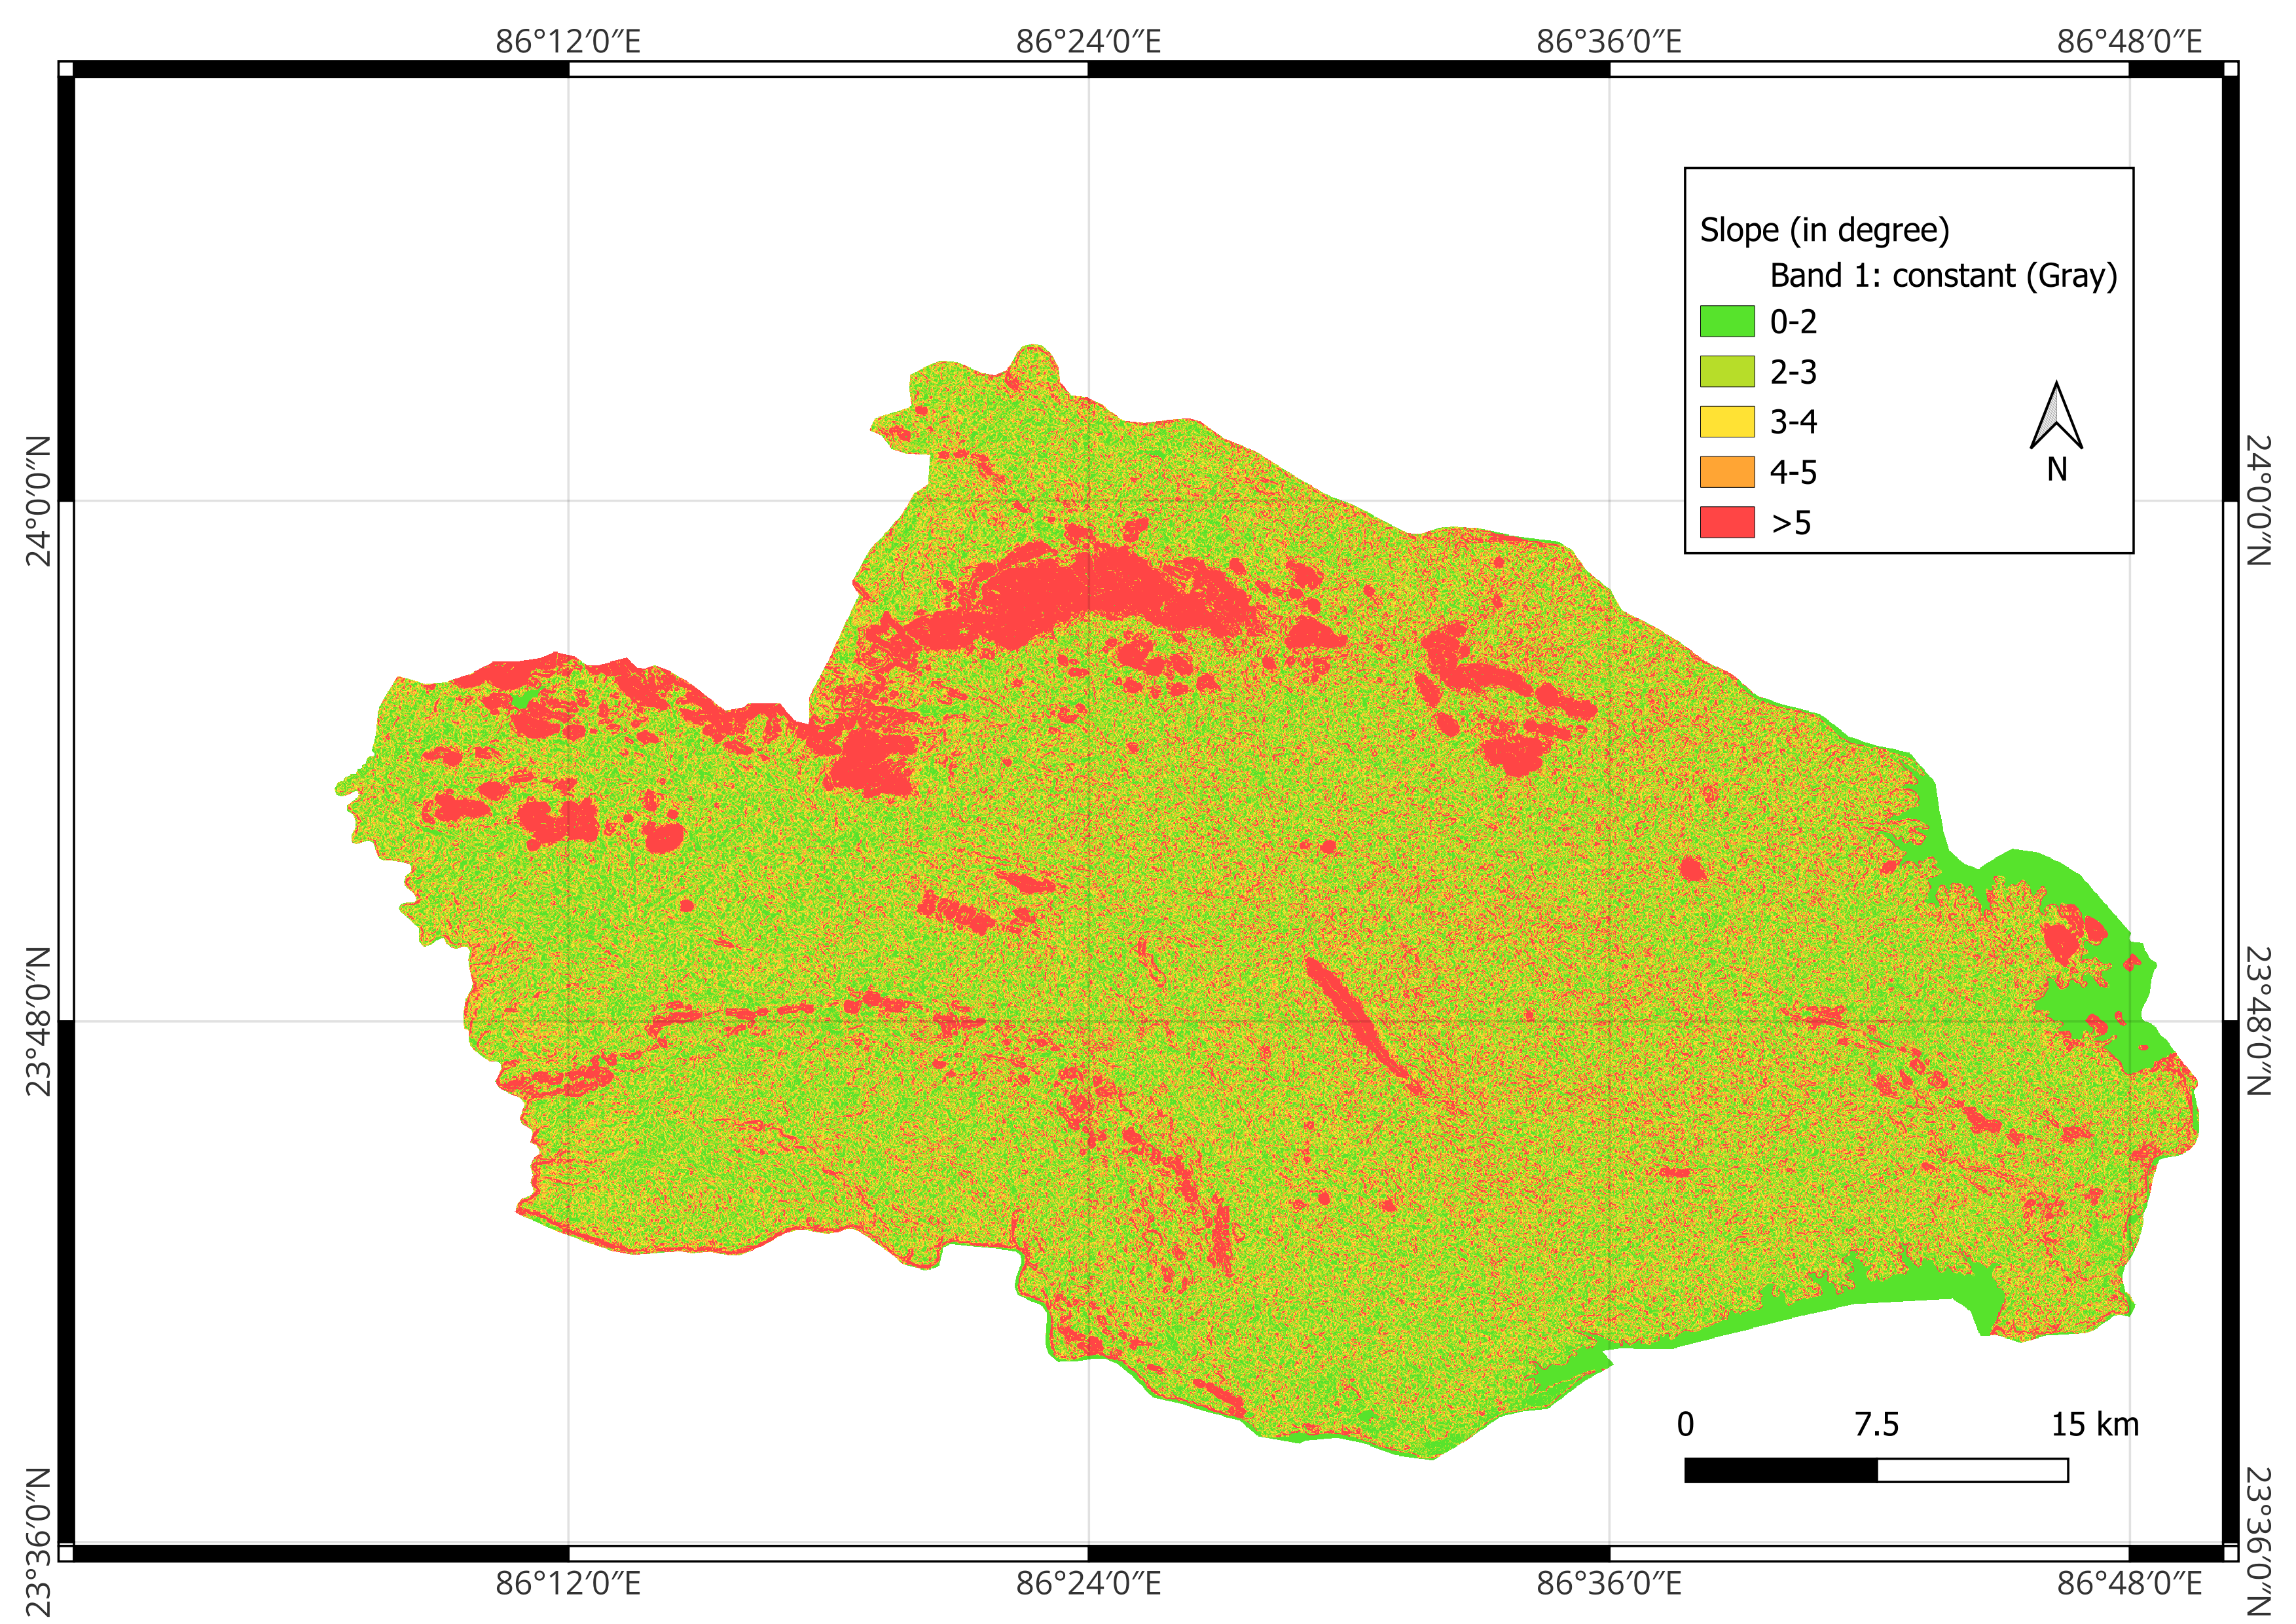 86°12′0″E
86°24′0″E
86°36′0″E
86°48′0″E
Slope (in degree)
Band 1: constant (Gray)
0-2
2-3
3-4
4-5
>5
N
24°0′0″N
24°0′0″N
23°48′0″N
23°48′0″N
0 7.5 15 km
23°36′0″N
23°36′0″N
86°12′0″E
86°24′0″E
86°36′0″E
86°48′0″E